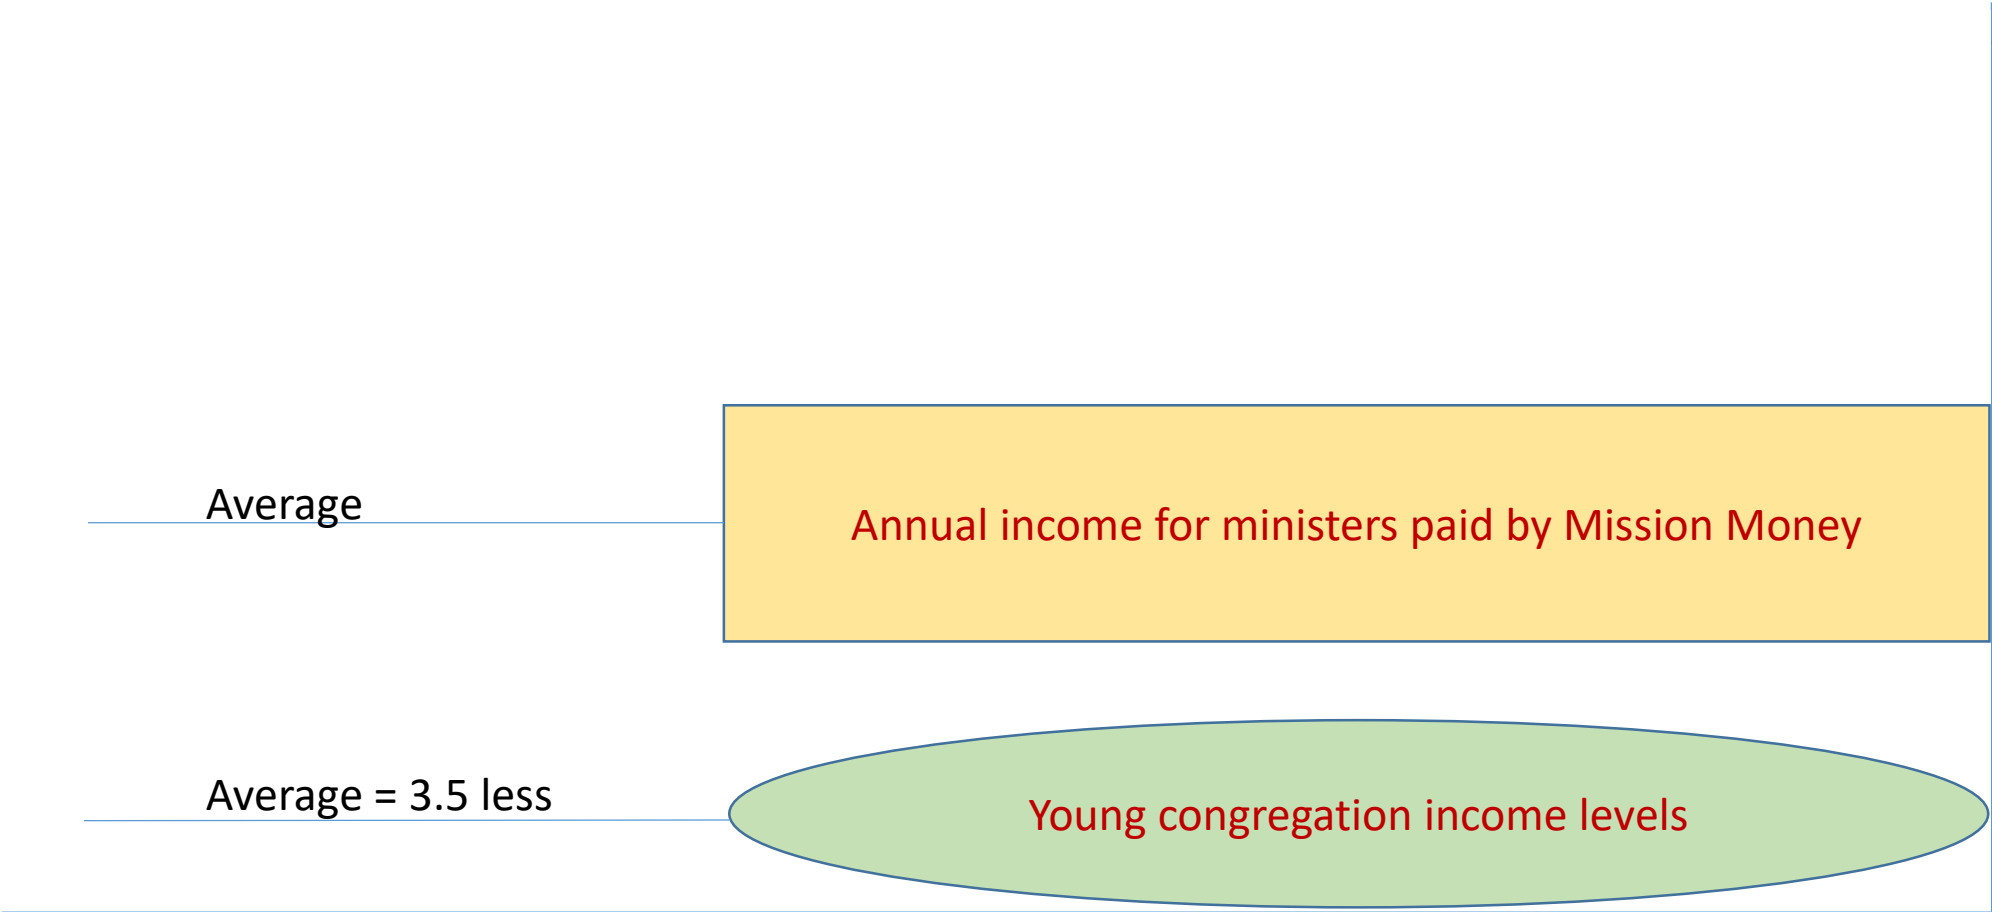 Average
Annual income for ministers paid by Mission Money
Average = 3.5 less
Young congregation income levels